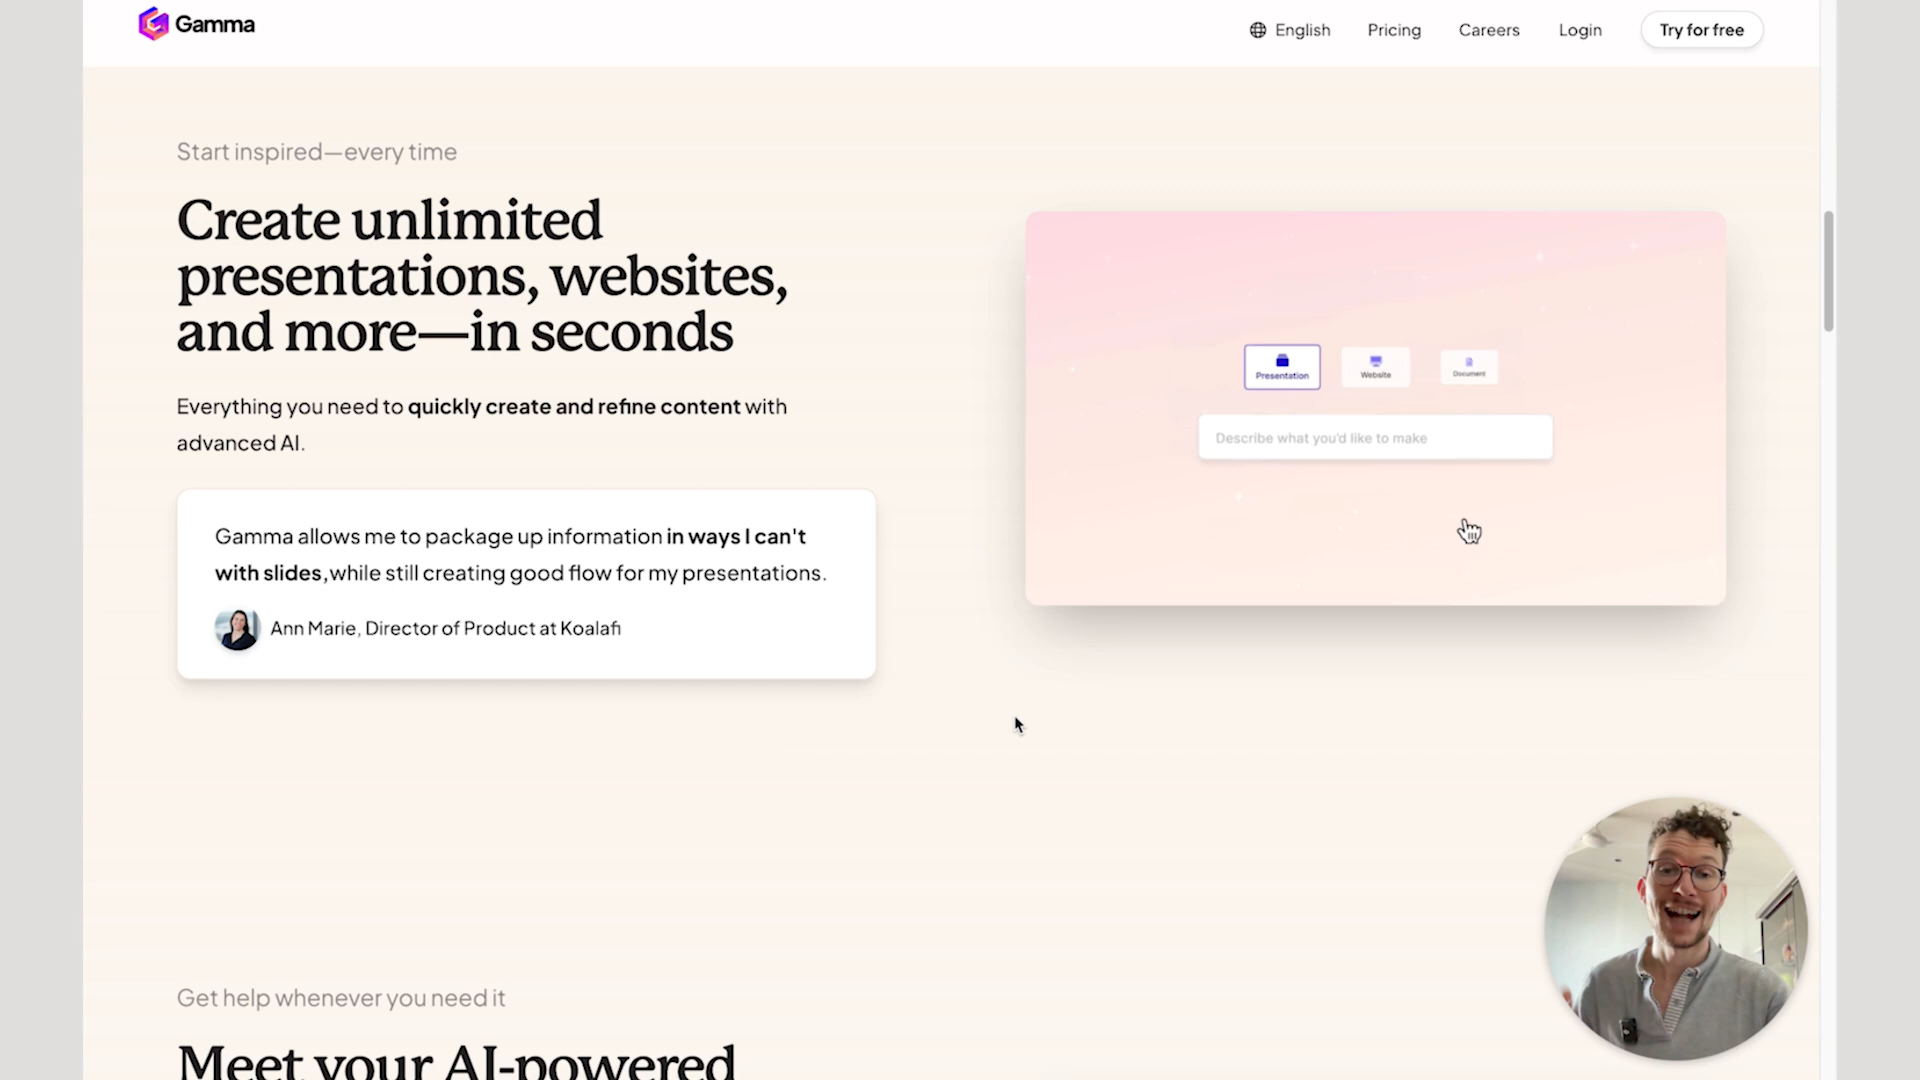 Gamma
English Pricing Careers Login Try for free
Start inspired—every time
Create unlimited
presentations, websites,
and more—in seconds
Everything you need to quickly create and refine content with
advanced AI.
Gamma allows me to package up information in ways I can't
with slides,while still creating good flow for my presentations.
Ann Marie, Director of Product at Koalafi
Presentation Website Document
Describe what you'd like to make
Get help whenever you need it
Meet your AI-powered